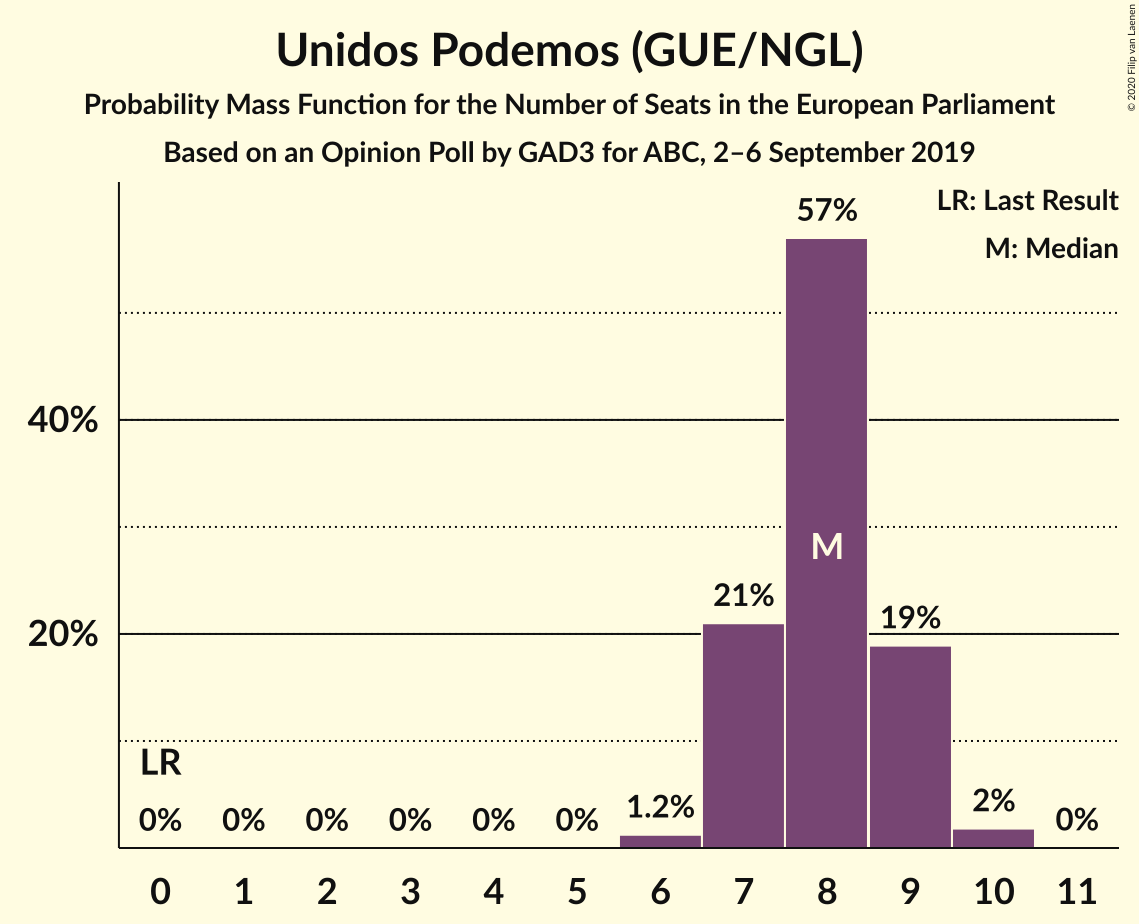 Unidos Podemos (GUE/NGL)
Probability Mass Function for the Number of Seats in the European Parliament
Based on an Opinion Poll by GAD3 for ABC, 2–6 September 2019
© 2020 Filip van Laenen
LR: Last Result
M: Median
57%
40%
M
21%
19%
20%
LR
0% 0% 0% 0% 0% 0% 1.2% 2% 0%
0 1 2 3 4 5 6 7 8 9 10 11